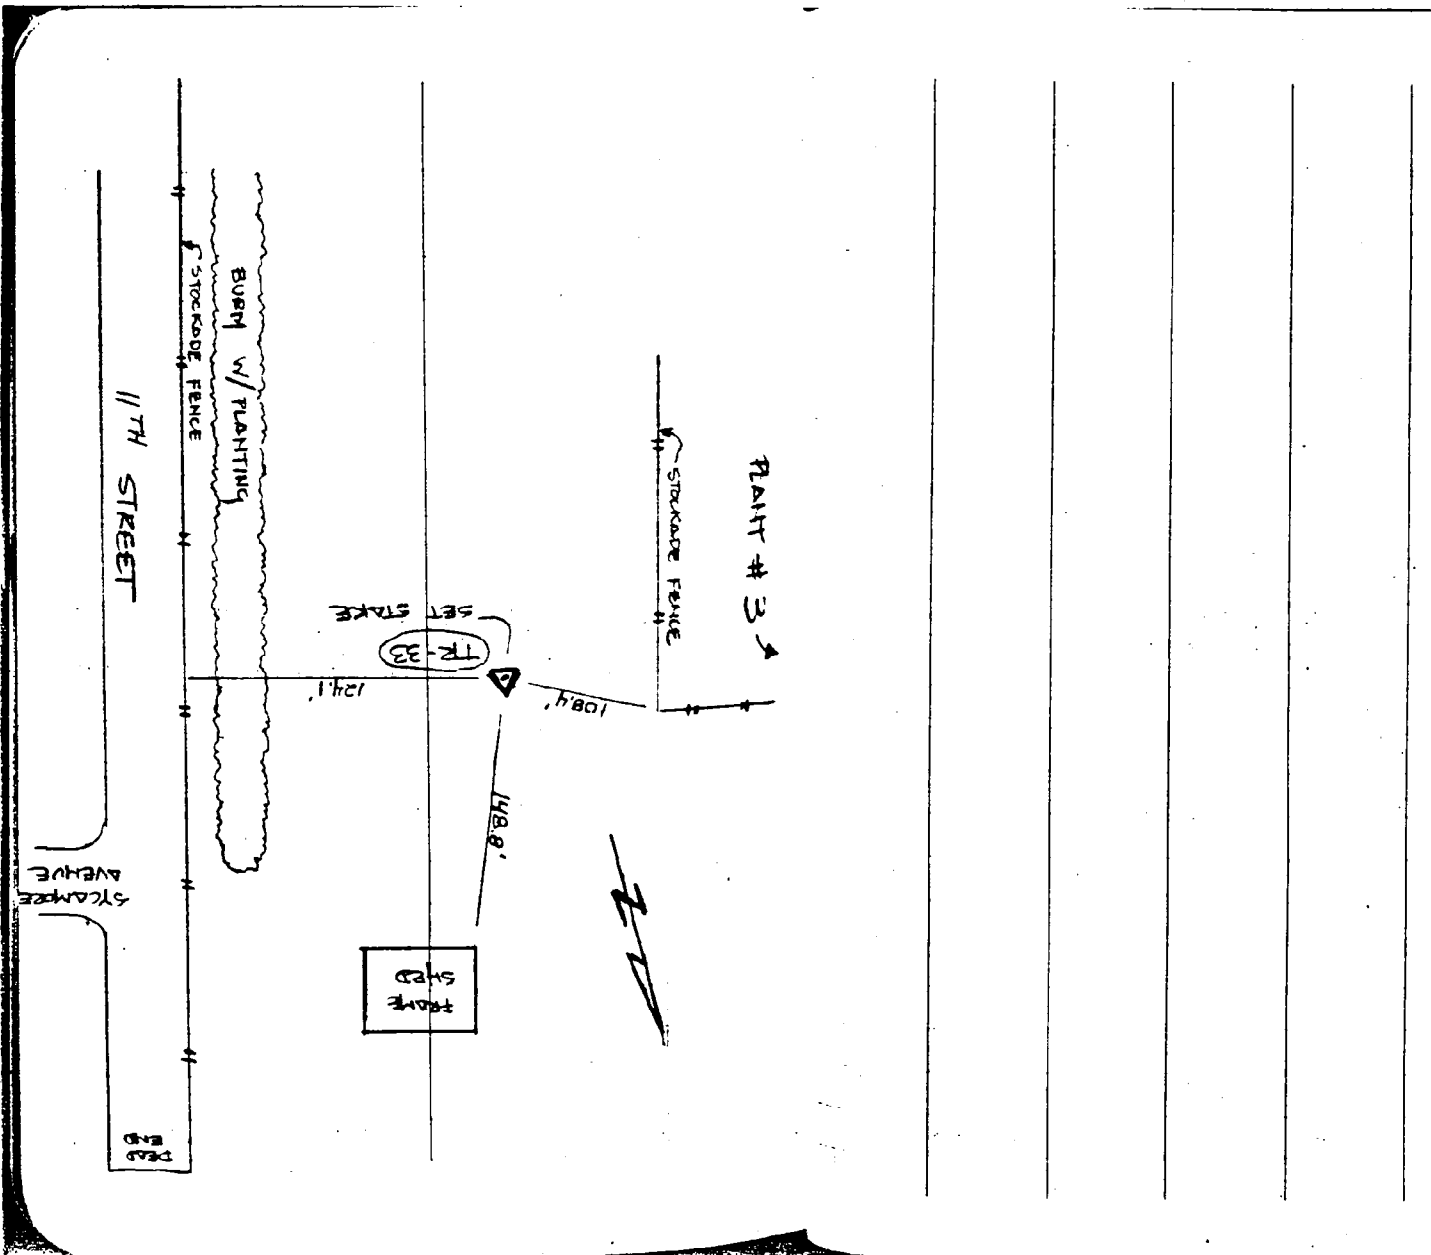 11TH STREET
STOCKADE FENCE
BURM W/ PLANTING
SET STAKE
TR-33
124.1'
108.4'
148.8'
STOCKADE FENCE
PLANT # 3
SYCAMORE
AVENUE
FRAME
SHED
DEAD
END
N